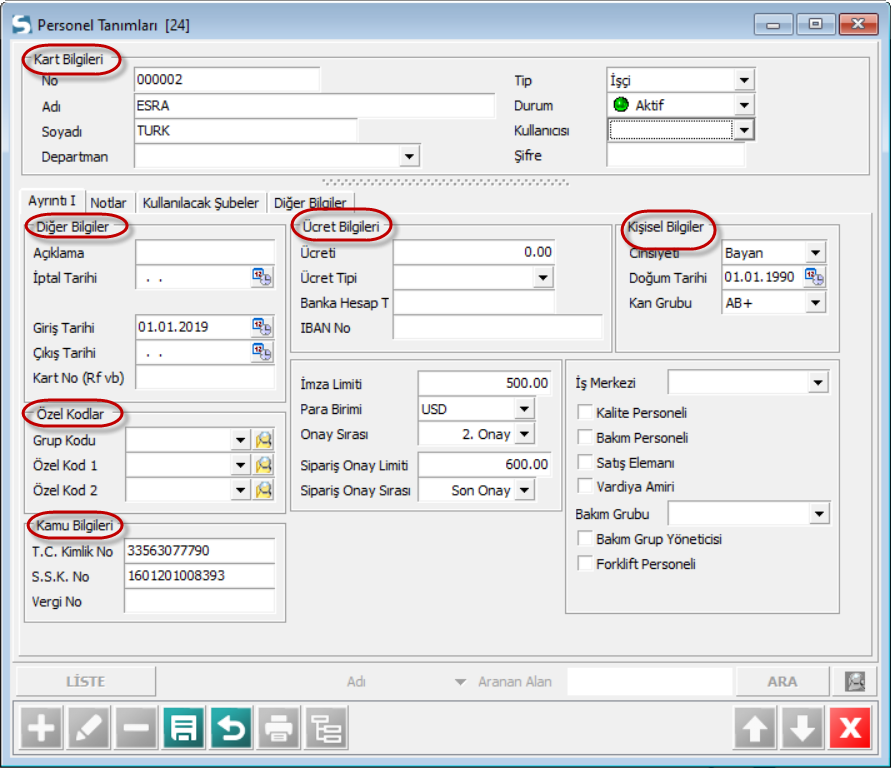 Personel Tanımları [24]
Kart Bilgileri
No 000002 Tip İşçi
Adı ESRA Durum Aktif
Soyadı TURK Kullanıcısı
Departman Şifre
Ayrıntı I Notlar Kullanılacak Şubeler Diğer Bilgiler
Diğer Bilgiler
Açıklama
İptal Tarihi . .
Giriş Tarihi 01.01.2019
Çıkış Tarihi . .
Kart No (Rf vb)
Özel Kodlar
Grup Kodu
Özel Kod 1
Özel Kod 2
Kamu Bilgileri
T.C. Kimlik No 33563077790
S.S.K. No 1601201008393
Vergi No
Ücret Bilgileri
Ücreti 0.00
Ücret Tipi
Banka Hesap T
IBAN No
İmza Limiti 500.00
Para Birimi USD
Onay Sırası 2. Onay
Sipariş Onay Limiti 600.00
Sipariş Onay Sırası Son Onay
Kişisel Bilgiler
Cinsiyeti Bayan
Doğum Tarihi 01.01.1990
Kan Grubu AB+
İş Merkezi
Kalite Personeli
Bakım Personeli
Satış Elemanı
Vardiya Amiri
Bakım Grubu
Bakım Grup Yöneticisi
Forklift Personeli
LİSTE Adı Aranan Alan ARA